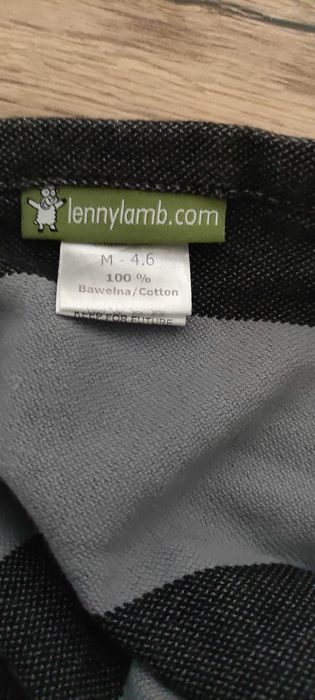 lennylamb.com
M - 4.6
100 %
Bawełna/Cotton
KEEP FOR FUTURE